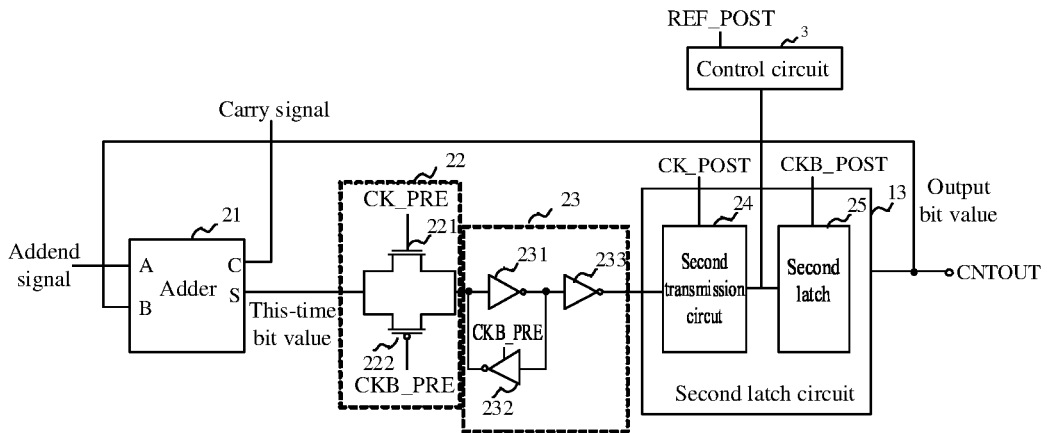 REF_POST
3
Control circuit
Carry signal
22
CK_PRE
221
23
CK_POST
CKB_POST
24
25
13
Output
bit value
21
Addend
signal
A
B
C
S
Adder
This-time
bit value
222
CKB_PRE
231
233
CKB_PRE
232
Second
transmission
circut
Second
latch
Second latch circuit
CNTOUT